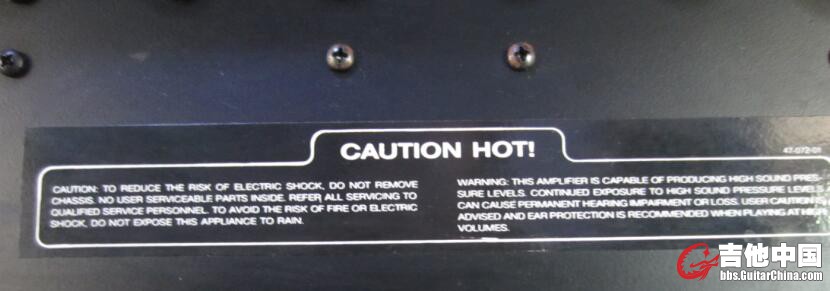 CAUTION HOT!
47-072-01
CAUTION: TO REDUCE THE RISK OF ELECTRIC SHOCK, DO NOT REMOVE
CHASSIS. NO USER SERVICEABLE PARTS INSIDE. REFER ALL SERVICING TO
QUALIFIED SERVICE PERSONNEL. TO AVOID THE RISK OF FIRE OR ELECTRIC
SHOCK, DO NOT EXPOSE THIS APPLIANCE TO RAIN.
WARNING: THIS AMPLIFIER IS CAPABLE OF PRODUCING HIGH SOUND PRES-
SURE LEVELS. CONTINUED EXPOSURE TO HIGH SOUND PRESSURE LEVELS
CAN CAUSE PERMANENT HEARING IMPAIRMENT OR LOSS. USER CAUTION IS
ADVISED AND EAR PROTECTION IS RECOMMENDED WHEN PLAYING AT HIGH
VOLUMES.
吉他中国
bbs.GuitarChina.com